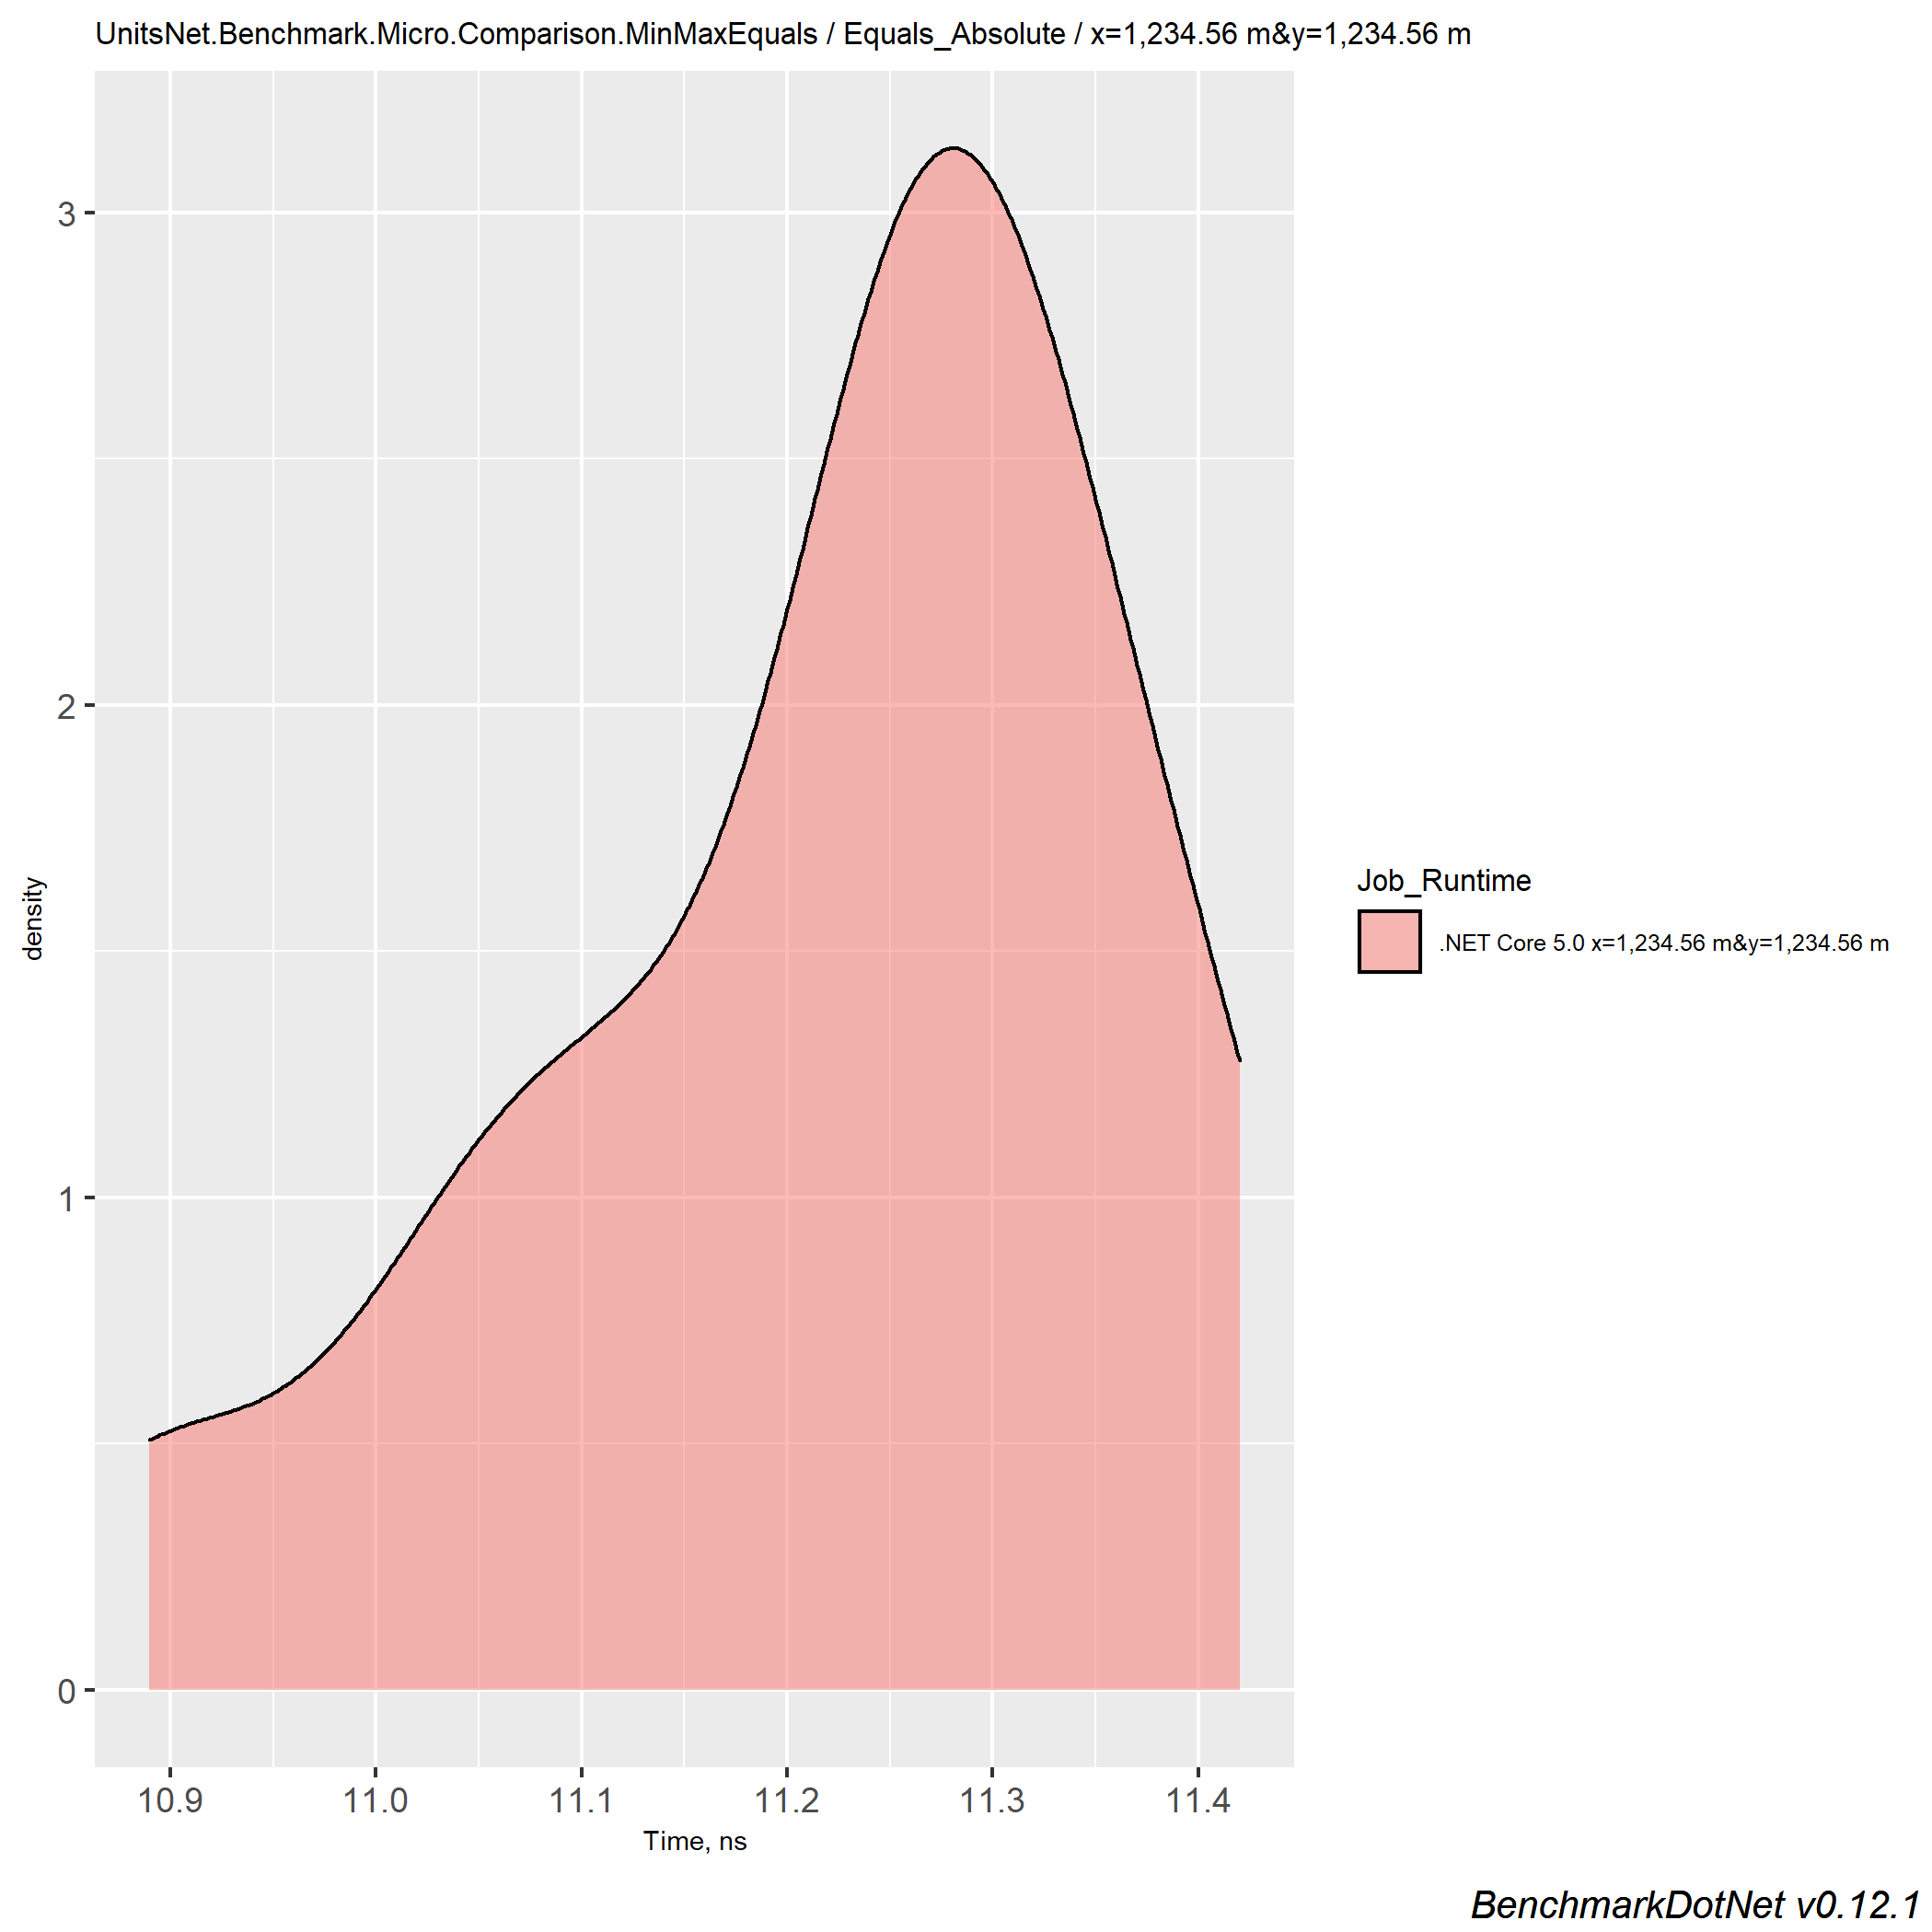 UnitsNet.Benchmark.Micro.Comparison.MinMaxEquals / Equals_Absolute / x=1,234.56 m&y=1,234.56 m
3
2
1
0
density
10.9 11.0 11.1 11.2 11.3 11.4
Time, ns
Job_Runtime
.NET Core 5.0 x=1,234.56 m&y=1,234.56 m
BenchmarkDotNet v0.12.1